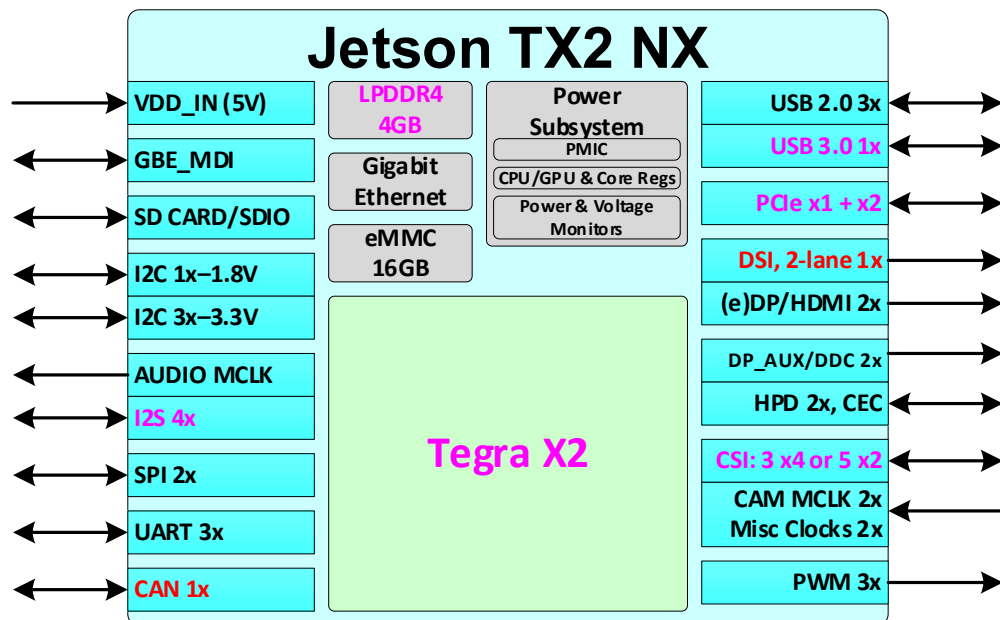 Jetson TX2 NX
VDD_IN (5V)
GBE_MDI
SD CARD/SDIO
I2C 1x–1.8V
I2C 3x–3.3V
AUDIO MCLK
I2S 4x
SPI 2x
UART 3x
CAN 1x
LPDDR4
4GB
Gigabit
Ethernet
eMMC
16GB
Power
Subsystem
PMIC
CPU/GPU & Core Regs
Power & Voltage
Monitors
Tegra X2
USB 2.0 3x
USB 3.0 1x
PCIe x1 + x2
DSI, 2-lane 1x
(e)DP/HDMI 2x
DP_AUX/DDC 2x
HPD 2x, CEC
CSI: 3 x4 or 5 x2
CAM MCLK 2x
Misc Clocks 2x
PWM 3x